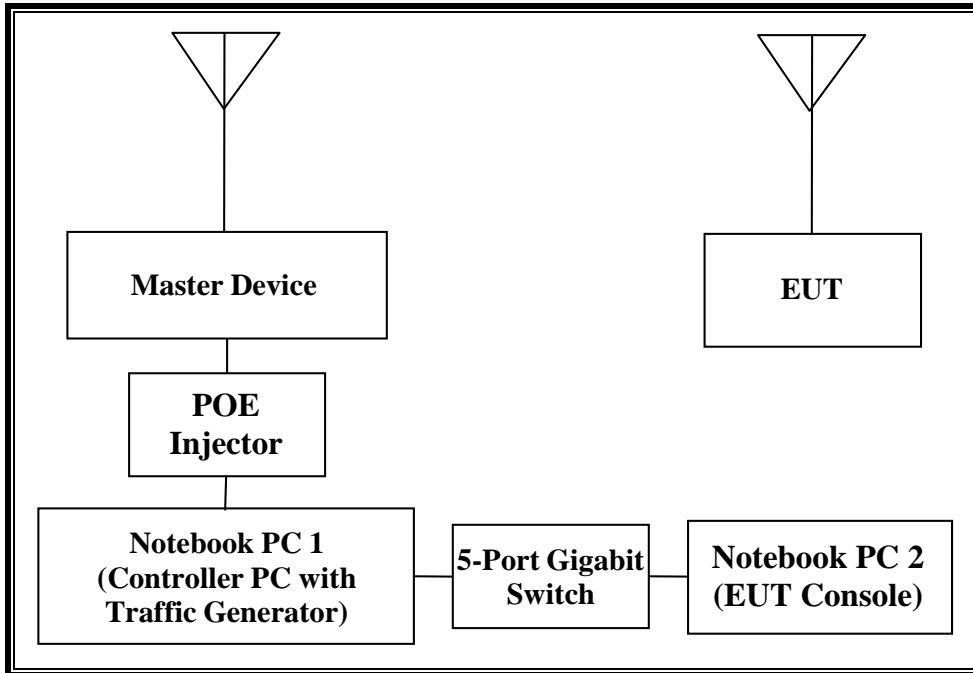 Master Device
EUT
POE
Injector
Notebook PC 1
(Controller PC with
Traffic Generator)
5-Port Gigabit
Switch
Notebook PC 2
(EUT Console)